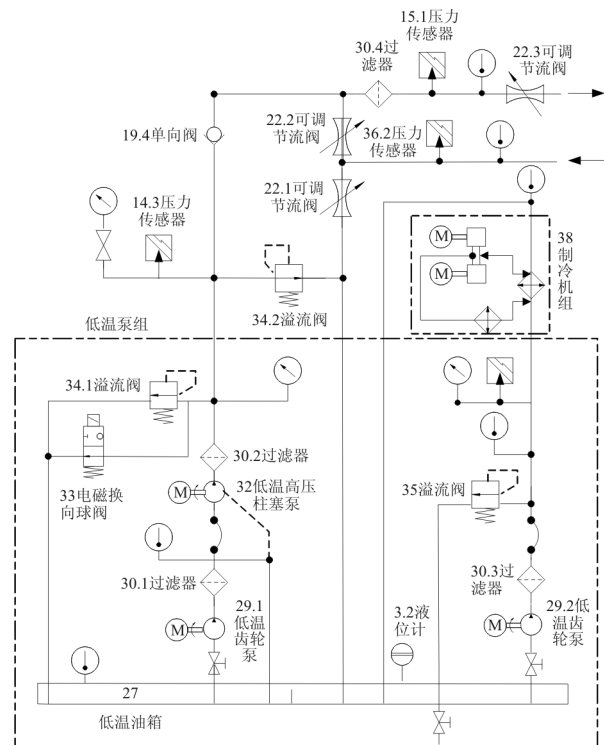 15.1压力
传感器
30.4过
滤器
22.3可调
节流阀
22.2可调
节流阀
36.2压力
传感器
19.4单向阀
22.1可调
节流阀
14.3压力
传感器
M
M
38
制
冷
机
组
34.2溢流阀
低温泵组
34.1溢流阀
30.2过滤器
33电磁换
向球阀
M
32低温高压
柱塞泵
35溢流阀
30.1过滤器
30.3过
滤器
29.1
低温
齿轮
泵
M
3.2液
位计
M
29.2低
温齿
轮泵
27
低温油箱